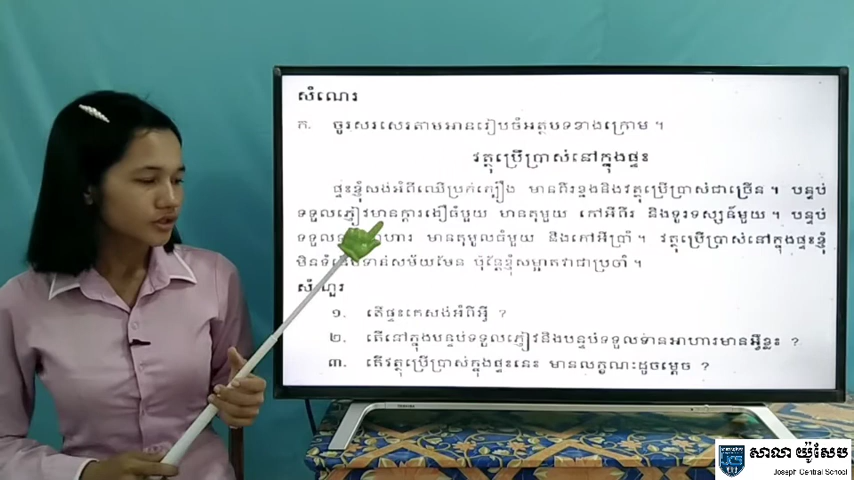 សំណេរ
ក. ចូរសរសេរតាមអានរៀបចំអត្ថបទខាងក្រោម ។
វត្ថុប្រើប្រាស់នៅក្នុងផ្ទះ
ផ្ទះខ្ញុំសង់អំពីឈើប្រក់ក្បឿង មានពីរខ្នងនិងវត្ថុប្រើប្រាស់ជាច្រើន ។ បន្ទប់
ទទួលភ្ញៀវមានក្ដារងឿធំមួយ មានតុមួយ កៅអីពីរ និងទូរទស្សន៍មួយ ។ បន្ទប់
ទទួល មានតុមូលធំមួយ និងកៅអីប្រាំ ។ វត្ថុប្រើប្រាស់នៅក្នុងផ្ទះខ្ញុំ
មិនទំនើបទាន់សម័យមែន ប៉ុន្តែខ្ញុំសម្អាតវាជាប្រចាំ ។
សំណួរ
១. តើផ្ទះគេសង់អំពីអ្វី ?
២. តើនៅក្នុងបន្ទប់ទទួលភ្ញៀវនិងបន្ទប់ទទួលទានអាហារមានអ្វីខ្លះ ?
៣. តើវត្ថុប្រើប្រាស់ក្នុងផ្ទះនេះ មានលក្ខណៈដូចម្ដេច ?
TOSHIBA
JCS
សាលា យ៉ូសែប
Joseph Central School